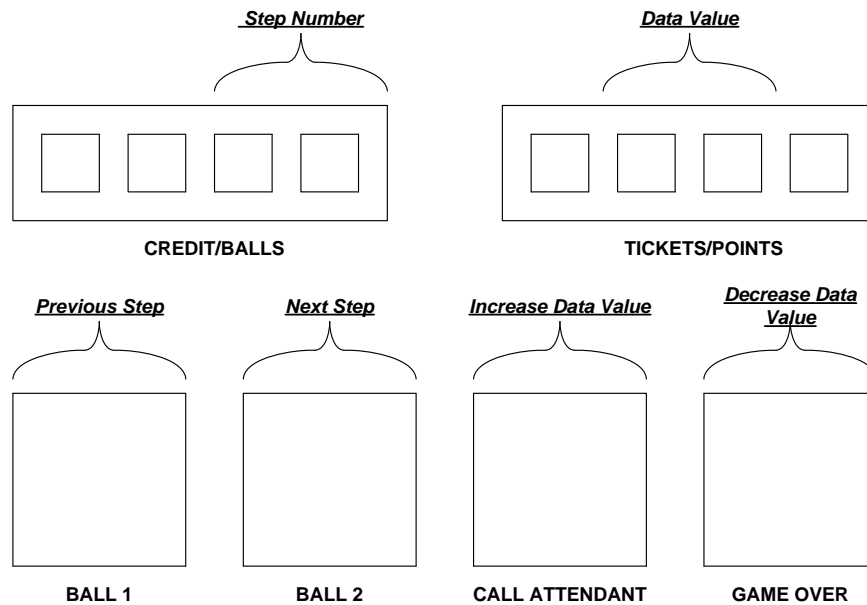 Step Number
Data Value
CREDIT/BALLS
TICKETS/POINTS
Previous Step
Next Step
Increase Data Value
Decrease Data
Value
BALL 1
BALL 2
CALL ATTENDANT
GAME OVER